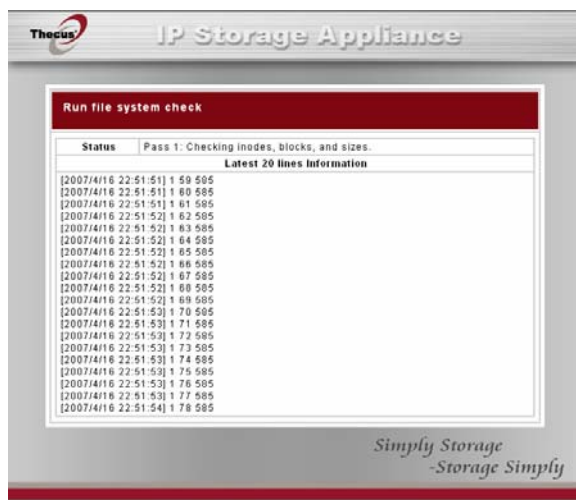 Thecus
IP Storage Appliance
Run file system check
Status Pass 1: Checking inodes, blocks, and sizes.
Latest 20 lines Information
[2007/4/16 22:51:51] 1 59 585
[2007/4/16 22:51:51] 1 60 585
[2007/4/16 22:51:51] 1 61 585
[2007/4/16 22:51:52] 1 62 585
[2007/4/16 22:51:52] 1 63 585
[2007/4/16 22:51:52] 1 64 585
[2007/4/16 22:51:52] 1 65 585
[2007/4/16 22:51:52] 1 66 585
[2007/4/16 22:51:52] 1 67 585
[2007/4/16 22:51:52] 1 68 585
[2007/4/16 22:51:52] 1 69 585
[2007/4/16 22:51:53] 1 70 585
[2007/4/16 22:51:53] 1 71 585
[2007/4/16 22:51:53] 1 72 585
[2007/4/16 22:51:53] 1 73 585
[2007/4/16 22:51:53] 1 74 585
[2007/4/16 22:51:53] 1 75 585
[2007/4/16 22:51:53] 1 76 585
[2007/4/16 22:51:53] 1 77 585
[2007/4/16 22:51:54] 1 78 585
Simply Storage
-Storage Simply